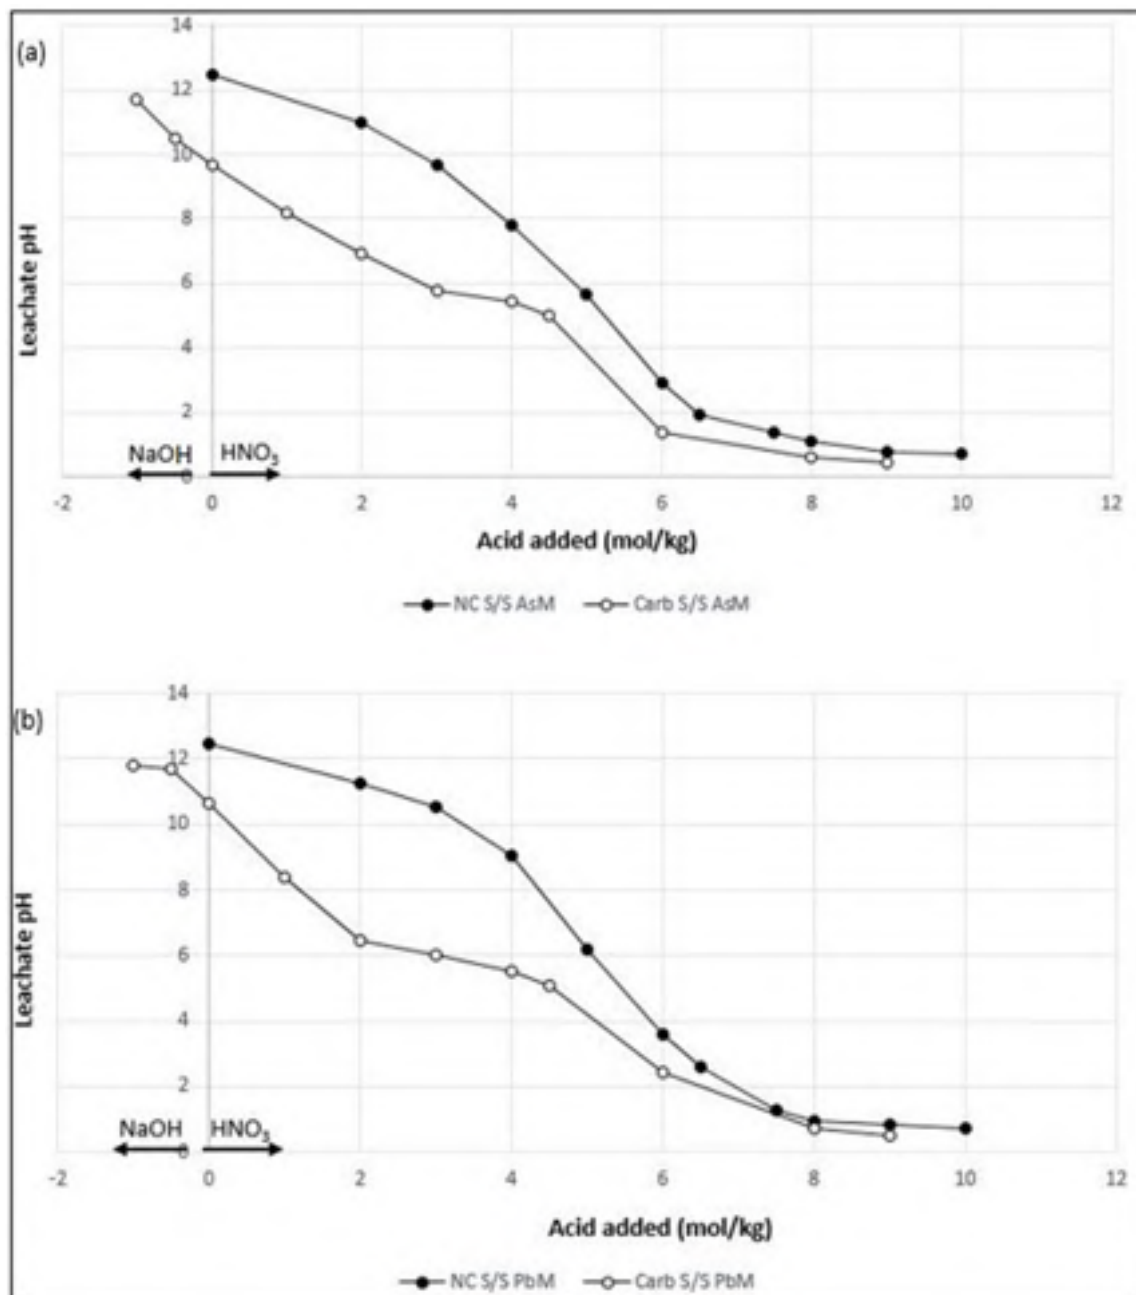 (a)
14
12
10
8
6
4
2
0
Leachate pH
NaOH HNO₃
-2 0 2 4 6 8 10 12
Acid added (mol/kg)
NC S/S AsM Carb S/S AsM
(b)
14
12
10
8
6
4
2
0
Leachate pH
NaOH HNO₃
-2 0 2 4 6 8 10 12
Acid added (mol/kg)
NC S/S PbM Carb S/S PbM